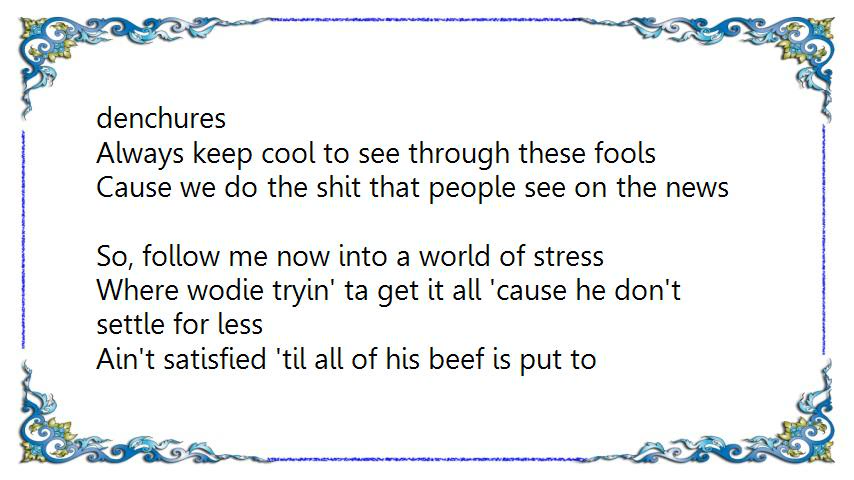 denchures
Always keep cool to see through these fools
Cause we do the shit that people see on the news
So, follow me now into a world of stress
Where wodie tryin' ta get it all 'cause he don't
settle for less
Ain't satisfied 'til all of his beef is put to